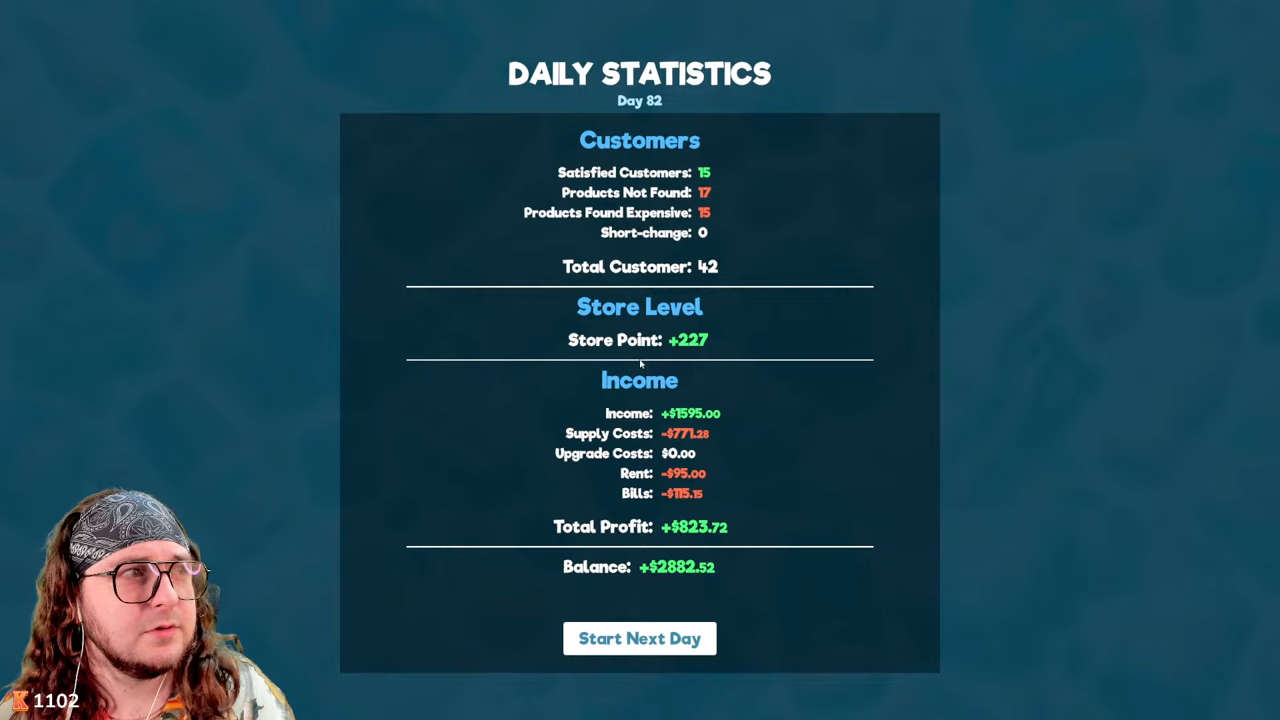 DAILY STATISTICS
Day 82
Customers
Satisfied Customers: 15
Products Not Found: 17
Products Found Expensive: 15
Short-change: 0
Total Customer: 42
Store Level
Store Point: +227
Income
Income: +$1595.00
Supply Costs: -$771.28
Upgrade Costs: $0.00
Rent: -$95.00
Bills: -$115.15
Total Profit: +$823.72
Balance: +$2882.52
Start Next Day
K 1102